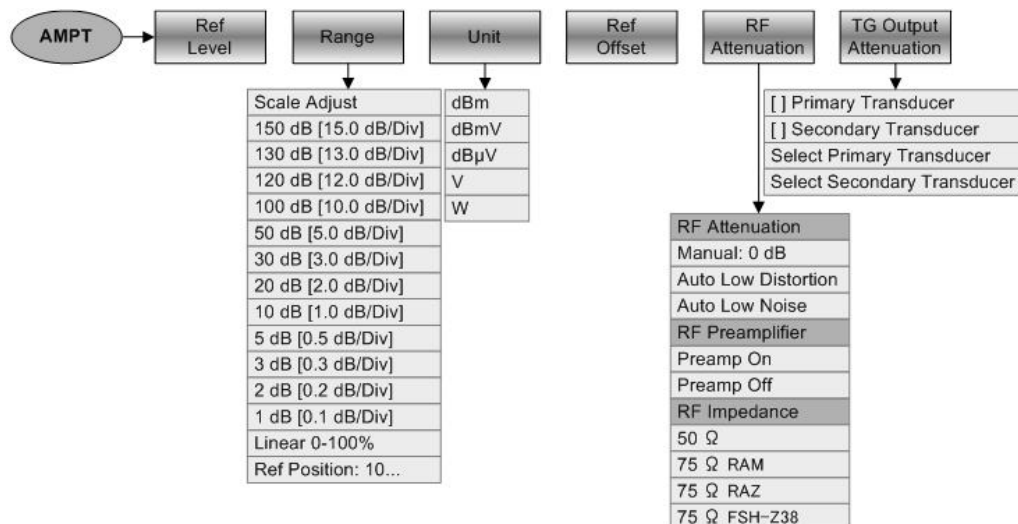 AMPT
Ref
Level
Range
Unit
Ref
Offset
RF
Attenuation
TG Output
Attenuation
Scale Adjust
150 dB [15.0 dB/Div]
130 dB [13.0 dB/Div]
120 dB [12.0 dB/Div]
100 dB [10.0 dB/Div]
50 dB [5.0 dB/Div]
30 dB [3.0 dB/Div]
20 dB [2.0 dB/Div]
10 dB [1.0 dB/Div]
5 dB [0.5 dB/Div]
3 dB [0.3 dB/Div]
2 dB [0.2 dB/Div]
1 dB [0.1 dB/Div]
Linear 0-100%
Ref Position: 10...
dBm
dBmV
dBµV
V
W
[ ] Primary Transducer
[ ] Secondary Transducer
Select Primary Transducer
Select Secondary Transducer
RF Attenuation
Manual: 0 dB
Auto Low Distortion
Auto Low Noise
RF Preamplifier
Preamp On
Preamp Off
RF Impedance
50 Ω
75 Ω RAM
75 Ω RAZ
75 Ω FSH-Z38